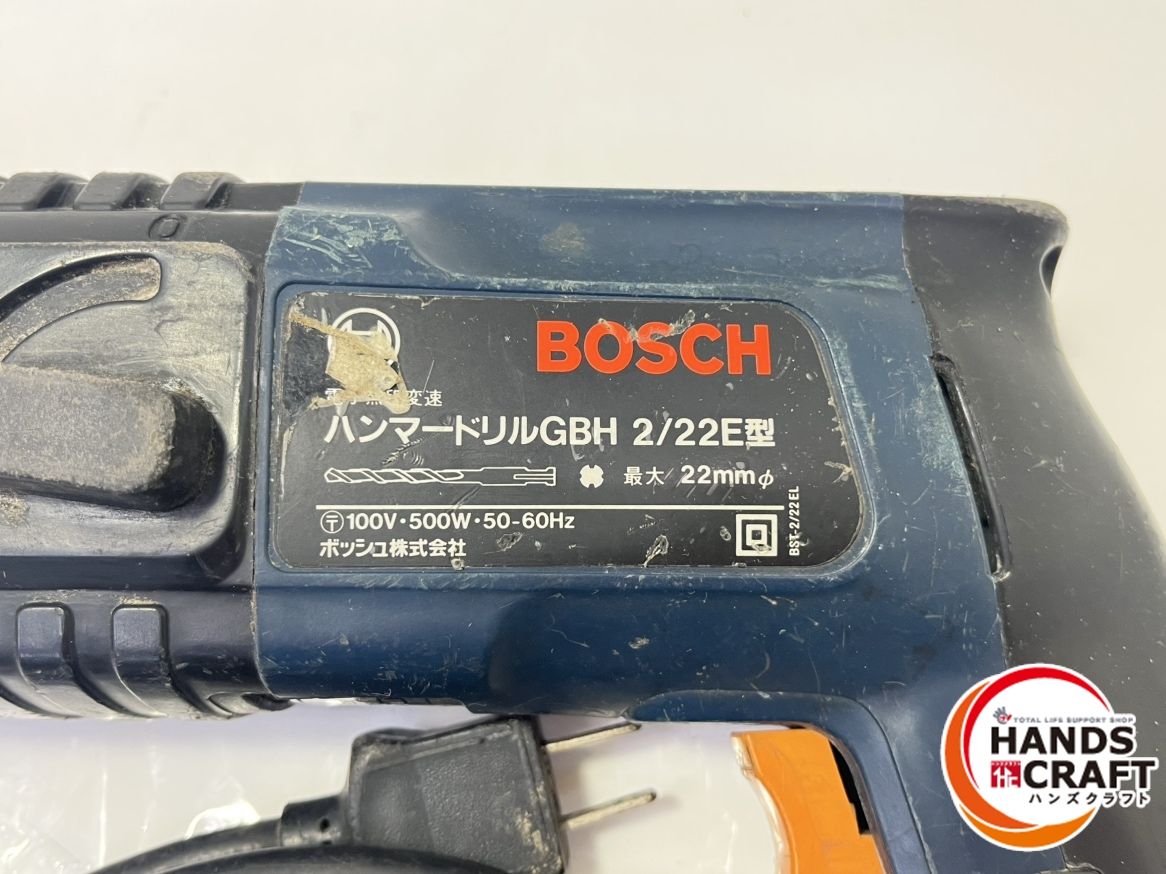 BOSCH
変速
ハンマードリルGBH 2/22E型
最大/22mmφ
〒100V・500W・50-60Hz
ボッシュ株式会社
BST-2/22EL
TOTAL LIFE SUPPORT SHOP
HANDS
CRAFT
ハンズクラフト